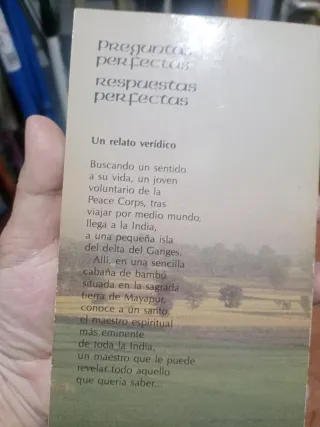 Preguntas
perfectas
respuestas
perfectas
Un relato verídico
Buscando un sentido
a su vida, un joven
voluntario de la
Peace Corps, tras
viajar por medio mundo,
llega a la India,
a una pequeña isla
del delta del Ganges.
Allí, en una sencilla
cabaña de bambú
situada en la sagrada
tierra de Mayapur,
conoce a un santo,
el maestro espiritual
más eminente
de toda la India,
un maestro que le puede
revelar todo aquello
que quería saber...